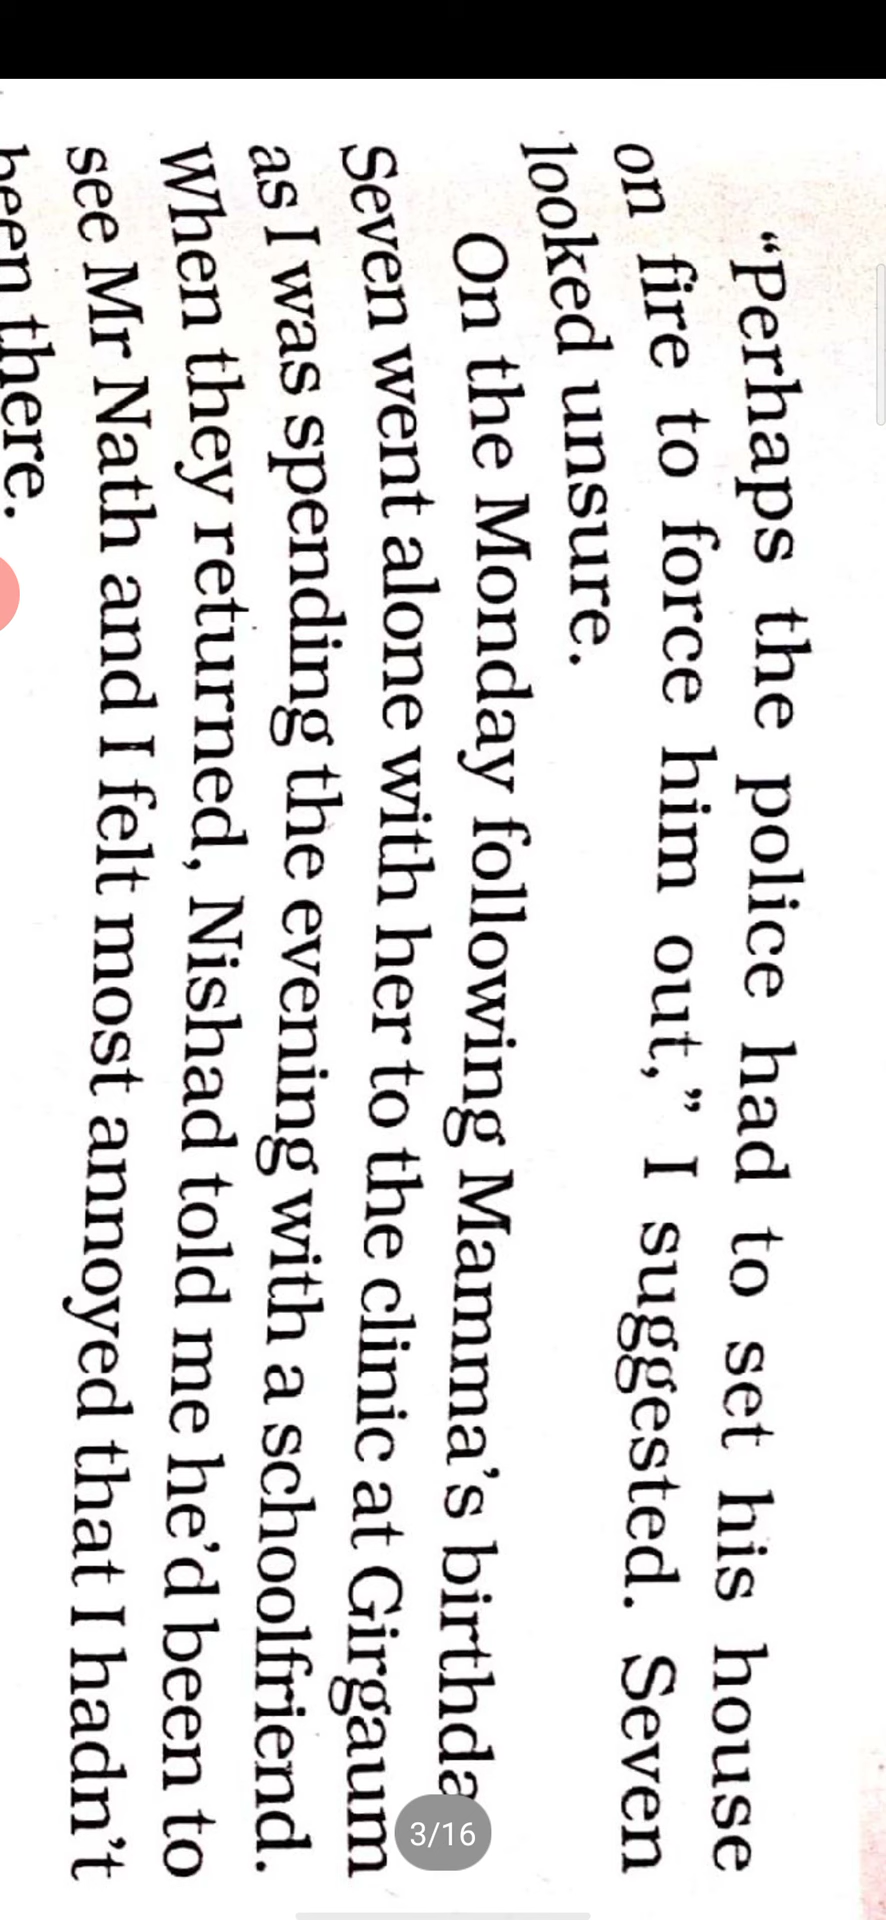 “Perhaps the police had to set his house
on fire to force him out,” I suggested. Seven
looked unsure.
On the Monday following Mamma’s birthda
Seven went alone with her to the clinic at Girgaum
as I was spending the evening with a schoolfriend.
When they returned, Nishad told me he’d been to
see Mr Nath and I felt most annoyed that I hadn’t
been there.
3/16